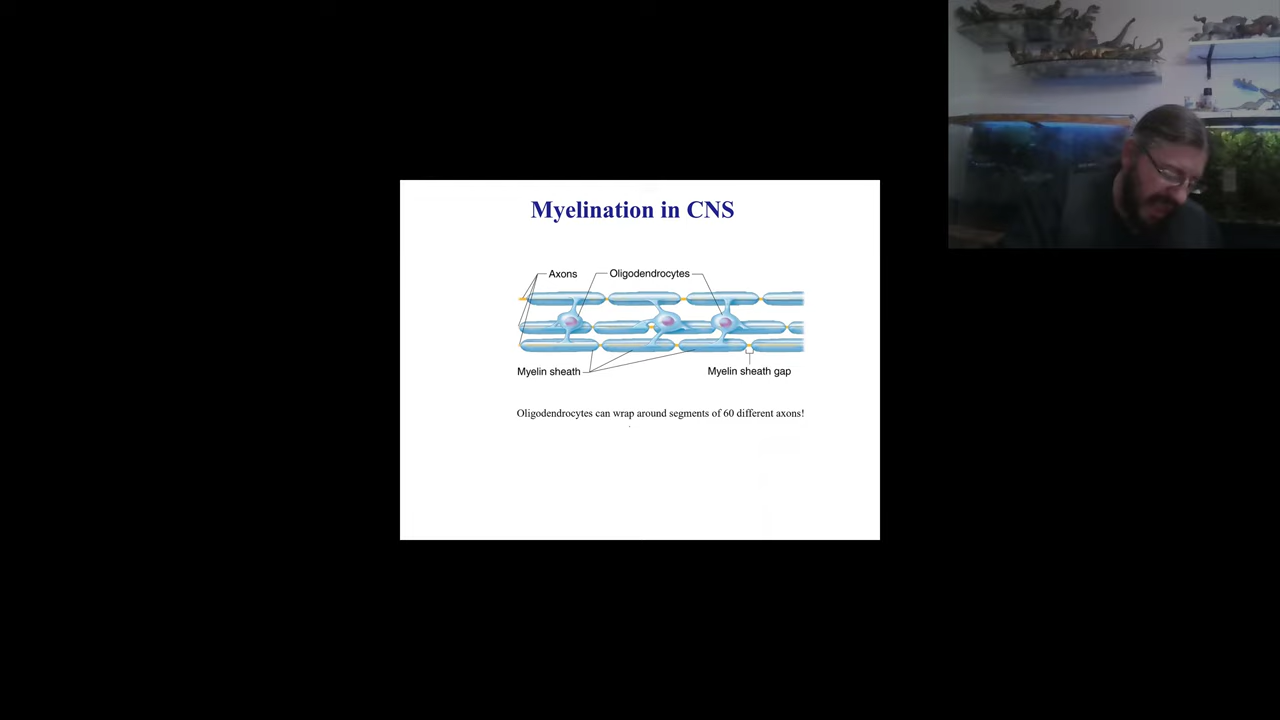 Myelination in CNS
Axons
Oligodendrocytes
Myelin sheath
Myelin sheath gap
Oligodendrocytes can wrap around segments of 60 different axons!